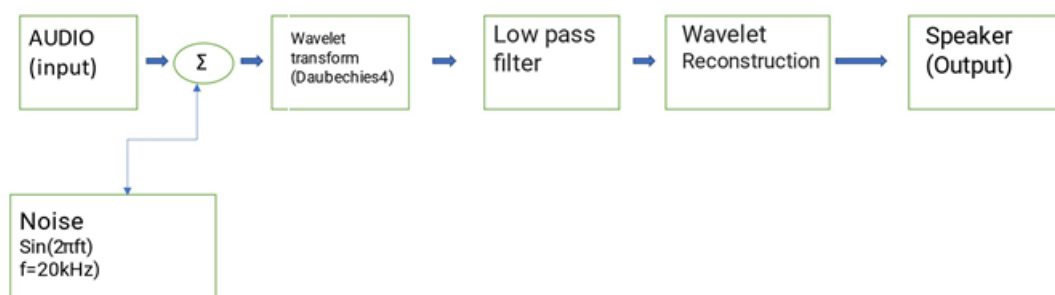 AUDIO
(input)
Σ
Wavelet
transform
(Daubechies4)
Low pass
filter
Wavelet
Reconstruction
Speaker
(Output)
Noise
Sin(2πft)
f=20kHz)